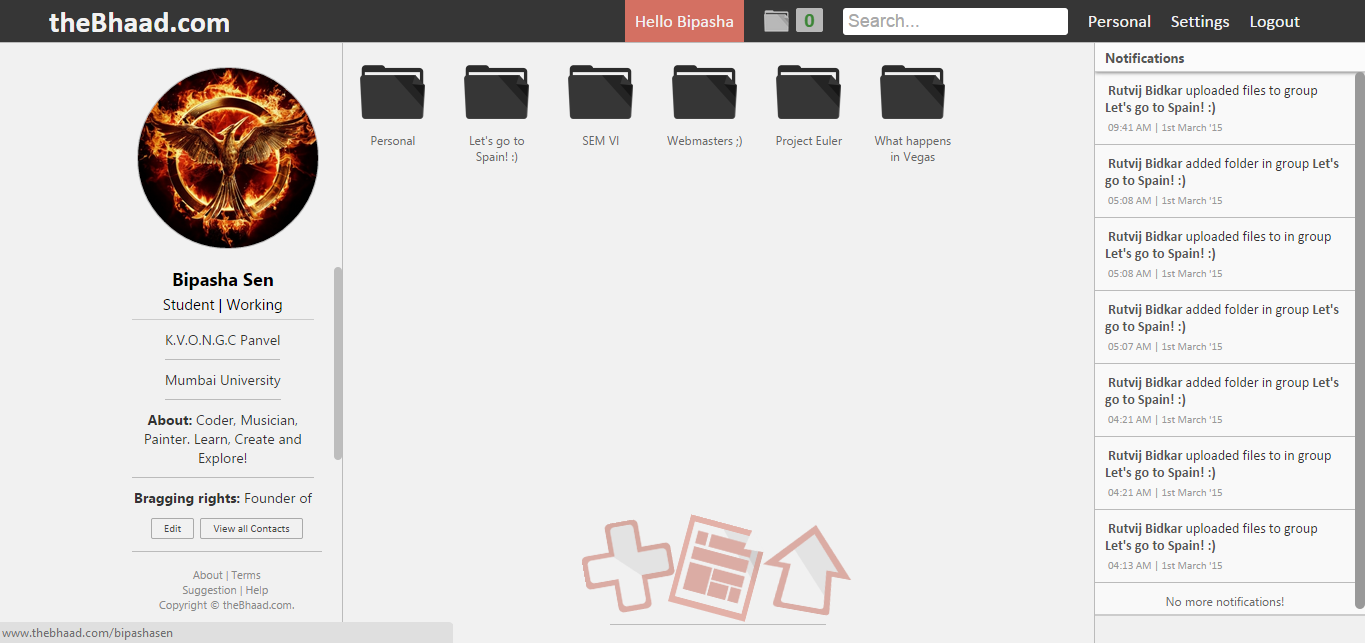 theBhaad.com
Hello Bipasha
0
Search...
Personal
Settings
Logout
Bipasha Sen
Student | Working
K.V.O.N.G.C Panvel
Mumbai University
About: Coder, Musician,
Painter. Learn, Create and
Explore!
Bragging rights: Founder of
Edit
View all Contacts
About | Terms
Suggestion | Help
Copyright © theBhaad.com.
www.thebhaad.com/bipashasen
Personal
Let's go to
Spain! :)
SEM VI
Webmasters ;)
Project Euler
What happens
in Vegas
Notifications
Rutvij Bidkar uploaded files to group
Let's go to Spain! :)
09:41 AM | 1st March '15
Rutvij Bidkar added folder in group Let's
go to Spain! :)
05:08 AM | 1st March '15
Rutvij Bidkar uploaded files to in group
Let's go to Spain! :)
05:08 AM | 1st March '15
Rutvij Bidkar added folder in group Let's
go to Spain! :)
05:07 AM | 1st March '15
Rutvij Bidkar added folder in group Let's
go to Spain! :)
04:21 AM | 1st March '15
Rutvij Bidkar uploaded files to in group
Let's go to Spain! :)
04:21 AM | 1st March '15
Rutvij Bidkar uploaded files to group
Let's go to Spain! :)
04:13 AM | 1st March '15
No more notifications!